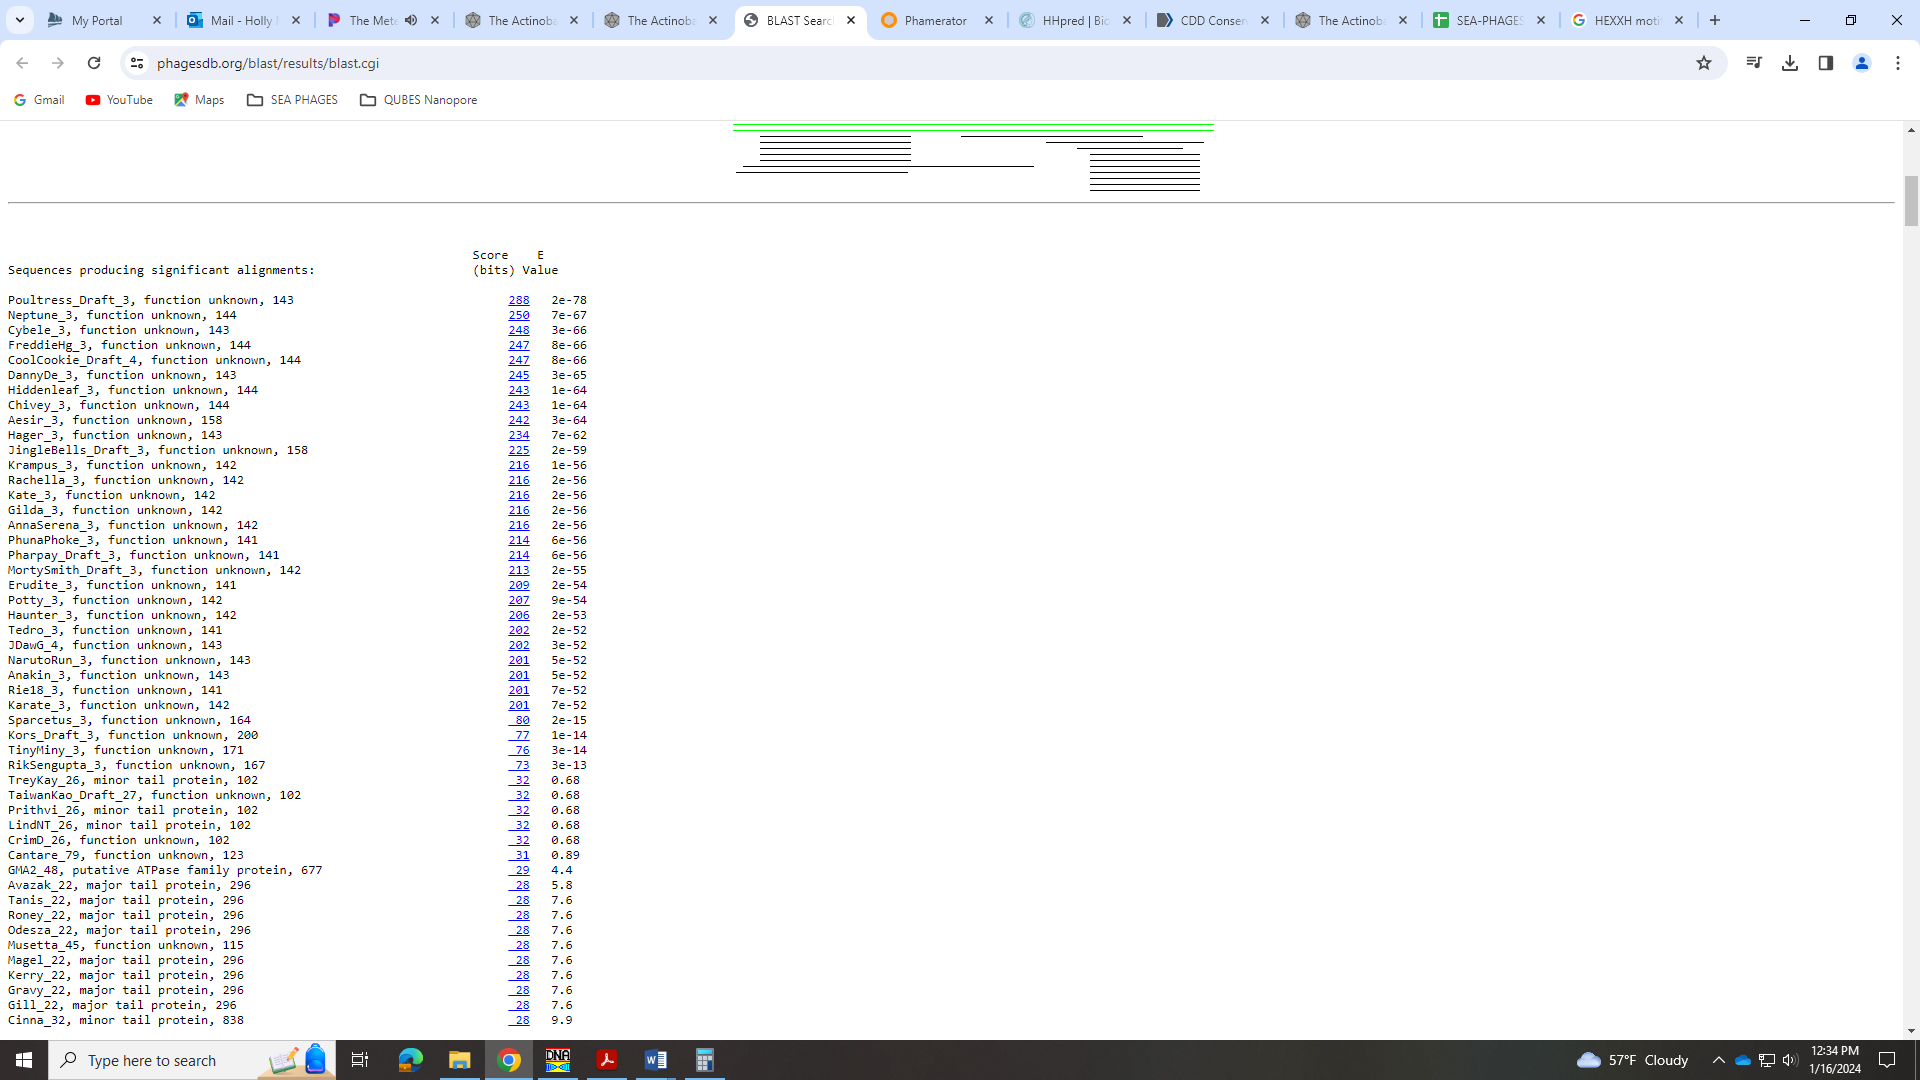 My Portal
Mail - Holly
The Mete
The Actinoba
The Actinoba
BLAST Searc
Phamerator
HHpred | Bio
CDD Conser
The Actinoba
SEA-PHAGES
HEXXH moti
phagesdb.org/blast/results/blast.cgi
Gmail
YouTube
Maps
SEA PHAGES
QUBES Nanopore
Score    E
Sequences producing significant alignments:                      (bits) Value
Poultress_Draft_3, function unknown, 143                              288   2e-78
Neptune_3, function unknown, 144                                      250   7e-67
Cybele_3, function unknown, 143                                       248   3e-66
FreddieHg_3, function unknown, 144                                    247   8e-66
CoolCookie_Draft_4, function unknown, 144                             247   8e-66
DannyDe_3, function unknown, 143                                      245   3e-65
Hiddenleaf_3, function unknown, 144                                   243   1e-64
Chivey_3, function unknown, 144                                       243   1e-64
Aesir_3, function unknown, 158                                        242   3e-64
Hager_3, function unknown, 143                                        234   7e-62
JingleBells_Draft_3, function unknown, 158                            225   2e-59
Krampus_3, function unknown, 142                                      216   1e-56
Rachella_3, function unknown, 142                                     216   2e-56
Kate_3, function unknown, 142                                         216   2e-56
Gilda_3, function unknown, 142                                        216   2e-56
AnnaSerena_3, function unknown, 142                                   216   2e-56
PhunaPhoke_3, function unknown, 141                                   214   6e-56
Pharpay_Draft_3, function unknown, 141                                214   6e-56
MortySmith_Draft_3, function unknown, 142                             213   2e-55
Erudite_3, function unknown, 141                                      209   2e-54
Potty_3, function unknown, 142                                        207   9e-54
Haunter_3, function unknown, 142                                      206   2e-53
Tedro_3, function unknown, 141                                        202   2e-52
JDawG_4, function unknown, 143                                        202   3e-52
NarutoRun_3, function unknown, 143                                    201   5e-52
Anakin_3, function unknown, 143                                       201   5e-52
Rie18_3, function unknown, 141                                        201   7e-52
Karate_3, function unknown, 142                                       201   7e-52
Sparcetus_3, function unknown, 164                                     80   2e-15
Kors_Draft_3, function unknown, 200                                    77   1e-14
TinyMiny_3, function unknown, 171                                      76   3e-14
RikSengupta_3, function unknown, 167                                   73   3e-13
TreyKay_26, minor tail protein, 102                                    32   0.68
TaiwanKao_Draft_27, function unknown, 102                              32   0.68
Prithvi_26, minor tail protein, 102                                    32   0.68
LindNT_26, minor tail protein, 102                                     32   0.68
CrimD_26, function unknown, 102                                        32   0.68
Cantare_79, function unknown, 123                                      31   0.89
GMA2_48, putative ATPase family protein, 677                           29   4.4
Avazak_22, major tail protein, 296                                     28   5.8
Tanis_22, major tail protein, 296                                      28   7.6
Roney_22, major tail protein, 296                                      28   7.6
Odesza_22, major tail protein, 296                                     28   7.6
Musetta_45, function unknown, 115                                      28   7.6
Magel_22, major tail protein, 296                                      28   7.6
Kerry_22, major tail protein, 296                                      28   7.6
Gravy_22, major tail protein, 296                                      28   7.6
Gill_22, major tail protein, 296                                       28   7.6
Cinna_32, minor tail protein, 838                                      28   9.9
Type here to search
DNA
57°F Cloudy
12:34 PM
1/16/2024